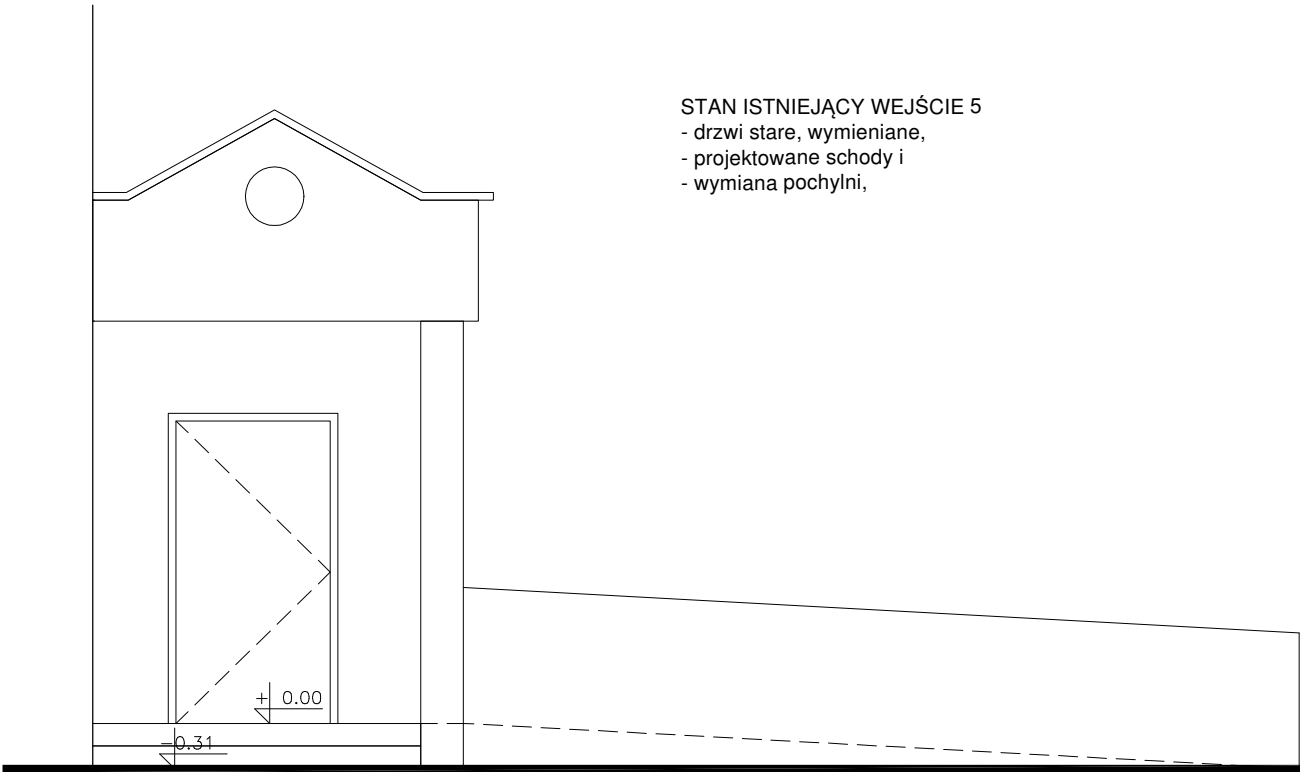 STAN ISTNIEJĄCY WEJŚCIE 5
- drzwi stare, wymieniane,
- projektowane schody i
- wymiana pochylni,
+ 0.00
-0.31